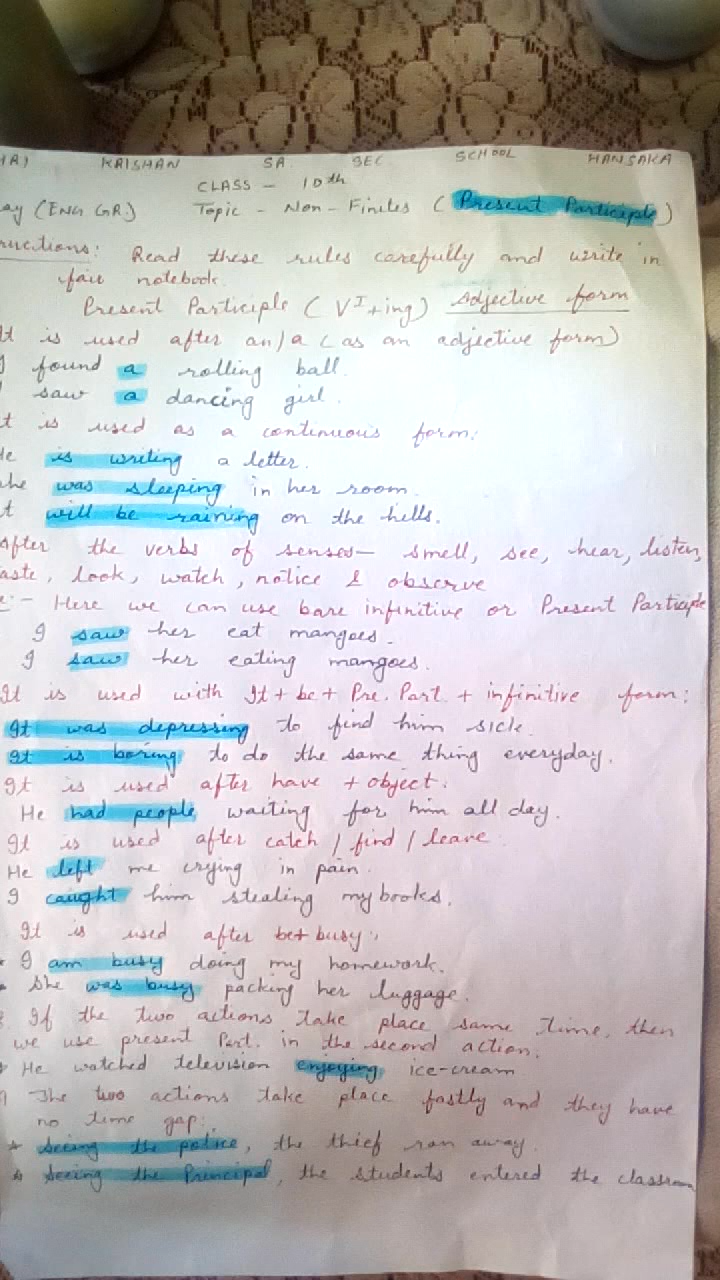 KRISHAN SR. SEC SCHOOL HANSAKA
CLASS - 10th
ay (ENG GR.) Topic - Non-Finites (Present Participle)
ructions: Read these rules carefully and write in
fair notebook.
Present Participle (V I + ing) Adjective form
It is used after an/a (as an adjective form)
I found a rolling ball.
I saw a dancing girl.
t is used as a continuous form:
He is writing a letter.
she was sleeping in her room.
t will be raining on the hills.
After the verbs of senses— smell, see, hear, listen,
aste, look, watch, notice & observe
e:- Here we can use bare infinitive or Present Participle
I saw her eat mangoes.
I saw her eating mangoes.
It is used with It + be + Pre. Part + infinitive form:
It was depressing to find him sick.
It is boring to do the same thing everyday.
It is used after have + object.
He had people waiting for him all day.
It is used after catch / find / leave
He left me crying in pain.
I caught him stealing my books.
It is used after be + busy:
I am busy doing my homework.
She was busy packing her luggage.
If the two actions take place same time, then
we use present Part. in the second action:
He watched television enjoying ice-cream
The two actions take place fastly and they have
no time gap:
* Seeing the police, the thief ran away.
* Seeing the Principal, the students entered the classroom